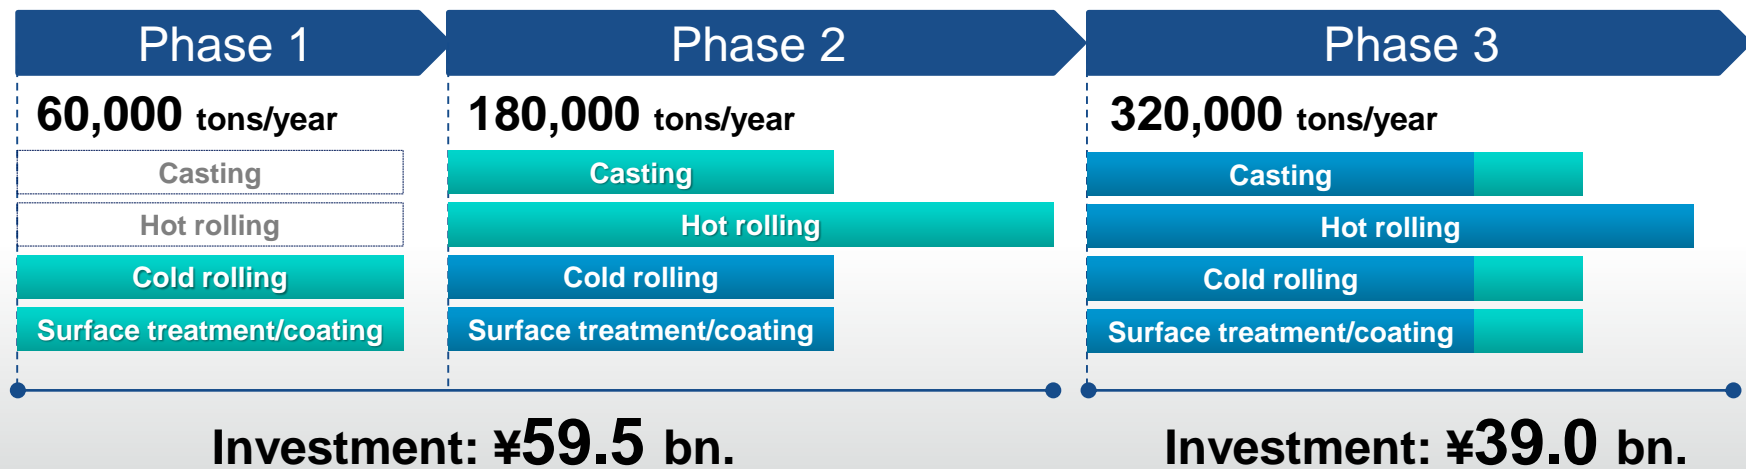 Phase 1
60,000 tons/year
Casting
Hot rolling
Cold rolling
Surface treatment/coating
Phase 2
180,000 tons/year
Casting
Hot rolling
Cold rolling
Surface treatment/coating
Investment: ¥59.5 bn.
Phase 3
320,000 tons/year
Casting
Hot rolling
Cold rolling
Surface treatment/coating
Investment: ¥39.0 bn.